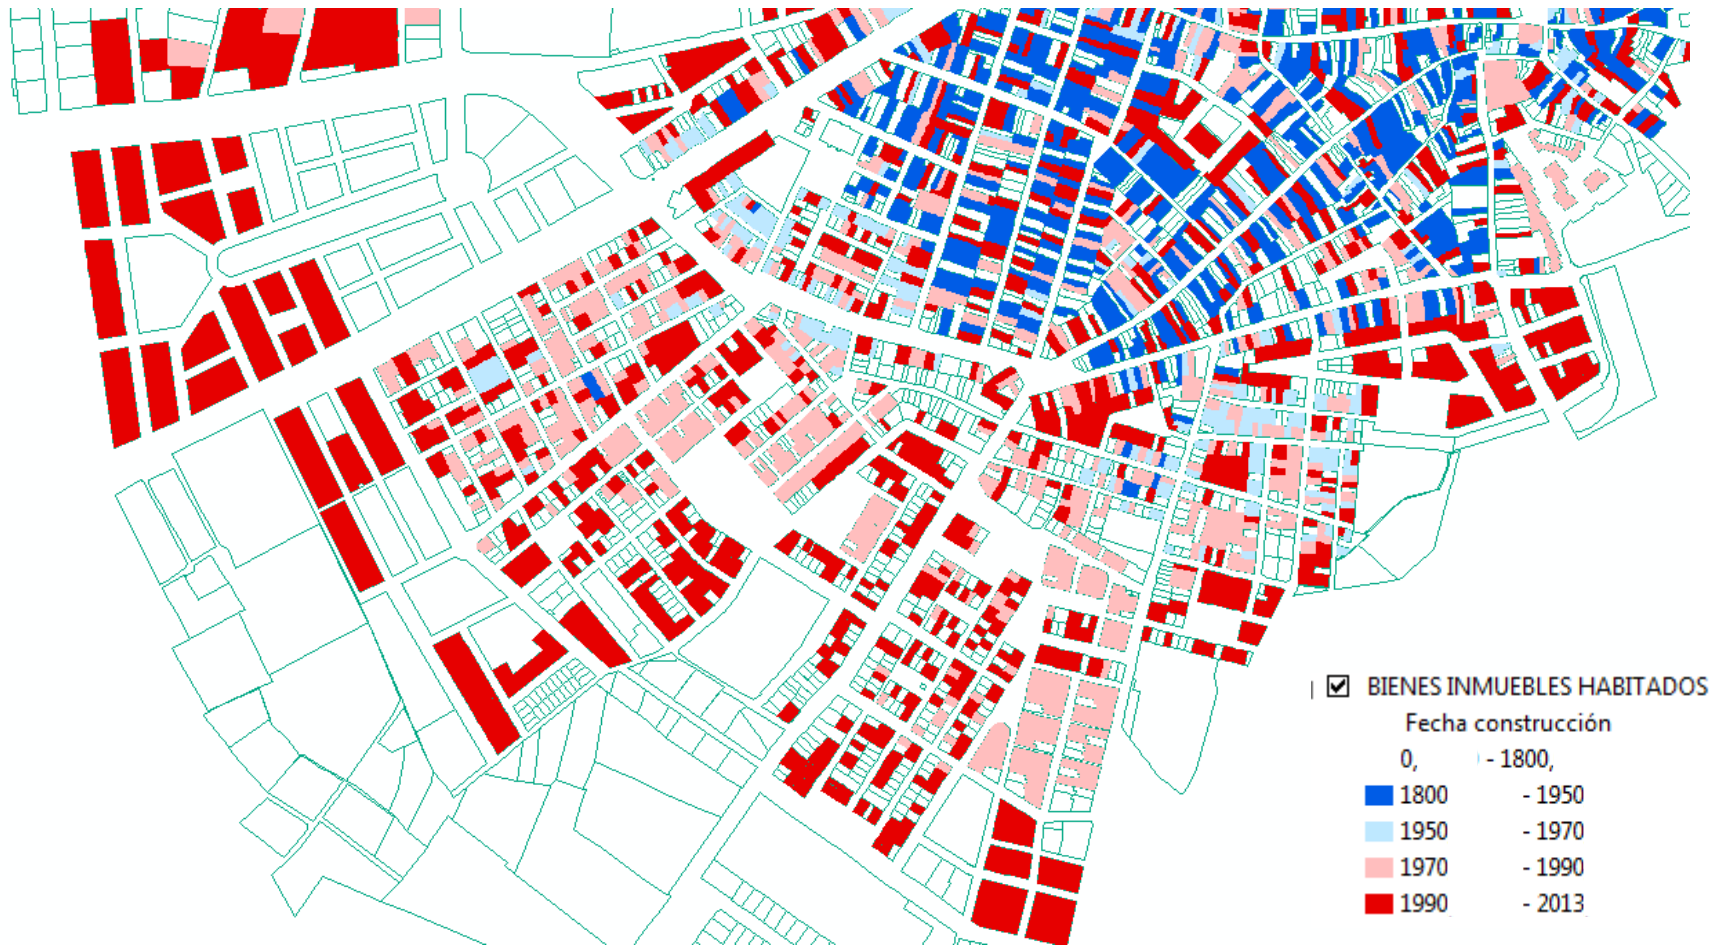 BIENES INMUEBLES HABITADOS
Fecha construcción
0, - 1800,
1800 - 1950
1950 - 1970
1970 - 1990
1990 - 2013